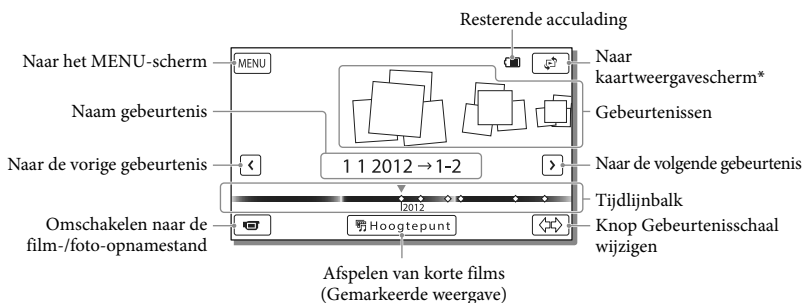 Resterende acculading
Naar het MENU-scherm
MENU
Naar
kaartweergavescherm*
Naam gebeurtenis
Gebeurtenissen
Naar de vorige gebeurtenis
1 1 2012 → 1-2
Naar de volgende gebeurtenis
2012
Tijdlijnbalk
Omschakelen naar de
film-/foto-opnamestand
Hoogtepunt
Knop Gebeurtenisschaal
wijzigen
Afspelen van korte films
(Gemarkeerde weergave)